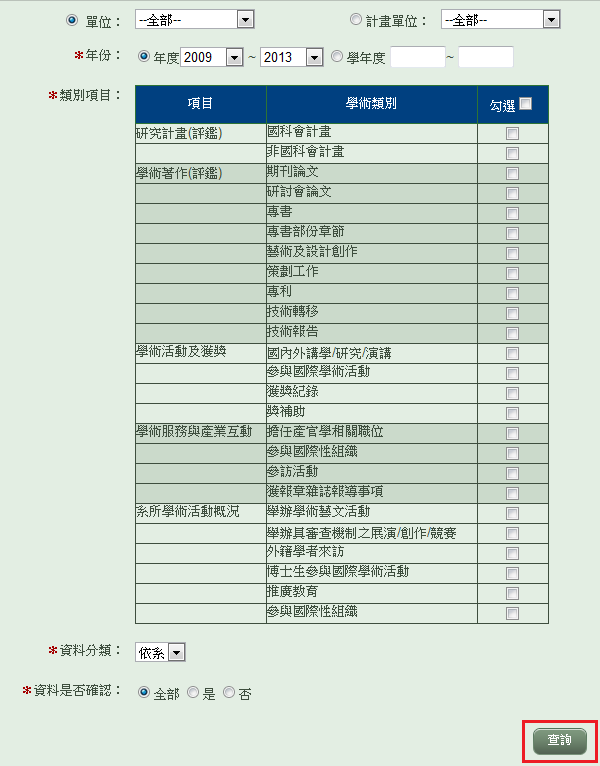 單位： --全部-- 計畫單位： --全部--
*年份： 年度 2009 ~ 2013 學年度 ~
*類別項目： 項目 學術類別 勾選
研究計畫(評鑑) 國科會計畫
非國科會計畫
學術著作(評鑑) 期刊論文
研討會論文
專書
專書部份章節
藝術及設計創作
策劃工作
專利
技術轉移
技術報告
學術活動及獲獎 國內外講學/研究/演講
參與國際學術活動
獲獎紀錄
獎補助
學術服務與產業互動 擔任產官學相關職位
參與國際性組織
參訪活動
獲報章雜誌報導事項
系所學術活動概況 舉辦學術藝文活動
舉辦具審查機制之展演/創作/競賽
外籍學者來訪
博士生參與國際學術活動
推廣教育
參與國際性組織
*資料分類： 依系
*資料是否確認： 全部 是 否
查詢